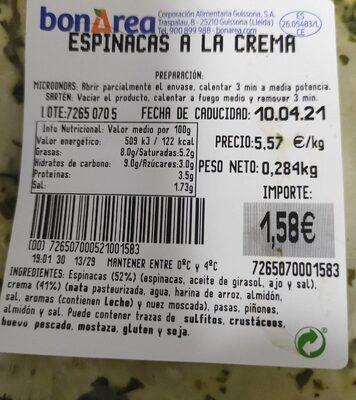 bonÀrea
Corporación Alimentaria Guissona, S.A.
Traspalau, 8 - 25210 Guissona (Lleida)
Tel. 900 899 988 - bonarea.com
ES
26.05483/L
CE
ESPINACAS A LA CREMA
PREPARACIÓN:
MICROONDAS: Abrir parcialmente el envase, calentar 3 min a media potencia.
SARTÉN: Vaciar el producto, calentar a fuego medio y remover 3 min.
LOTE:7265 070 5 FECHA DE CADUCIDAD: 10.04.21
Info Nutricional: Valor medio por 100g
Valor energético: 509 kJ / 122 kcal
Grasas: 8.0g/Saturadas:5.2g
Hidratos de carbono: 9.0g/Azúcares:3.0g
Proteínas: 3.5g
Sal: 1.73g
PRECIO:5,57 €/kg
PESO NETO: 0,284kg
IMPORTE:
1,58€
(00) 7265070000521001583
19:01 30 13/29 MANTENER ENTRE 0ºC y 4ºC 7265070001583
INGREDIENTES: Espinacas (52%) (espinacas, aceite de girasol, ajo y sal),
crema (41%) (nata pasteurizada, agua, harina de arroz, almidón,
sal, aromas (contienen Leche) y nuez moscada), pasas, piñones,
almidón y sal. Puede contener trazas de sulfitos, crustáceos,
huevo, pescado, mostaza, gluten y soja.